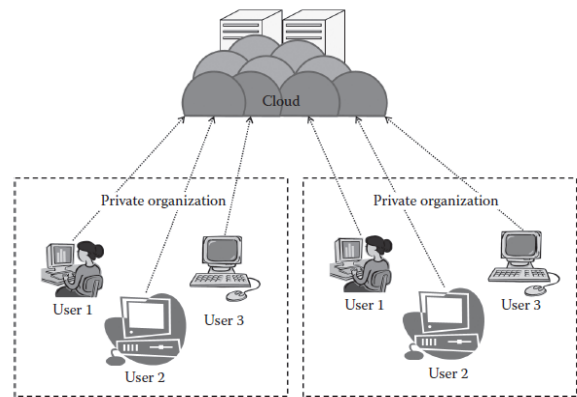 Cloud
Private organization
User 1
User 3
User 2
Private organization
User 1
User 3
User 2